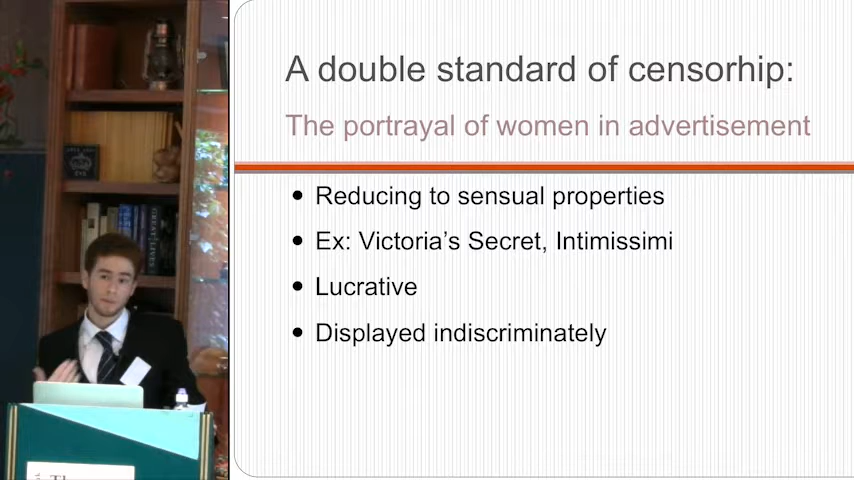 A double standard of censorhip:
The portrayal of women in advertisement
Reducing to sensual properties
Ex: Victoria's Secret, Intimissimi
Lucrative
Displayed indiscriminately